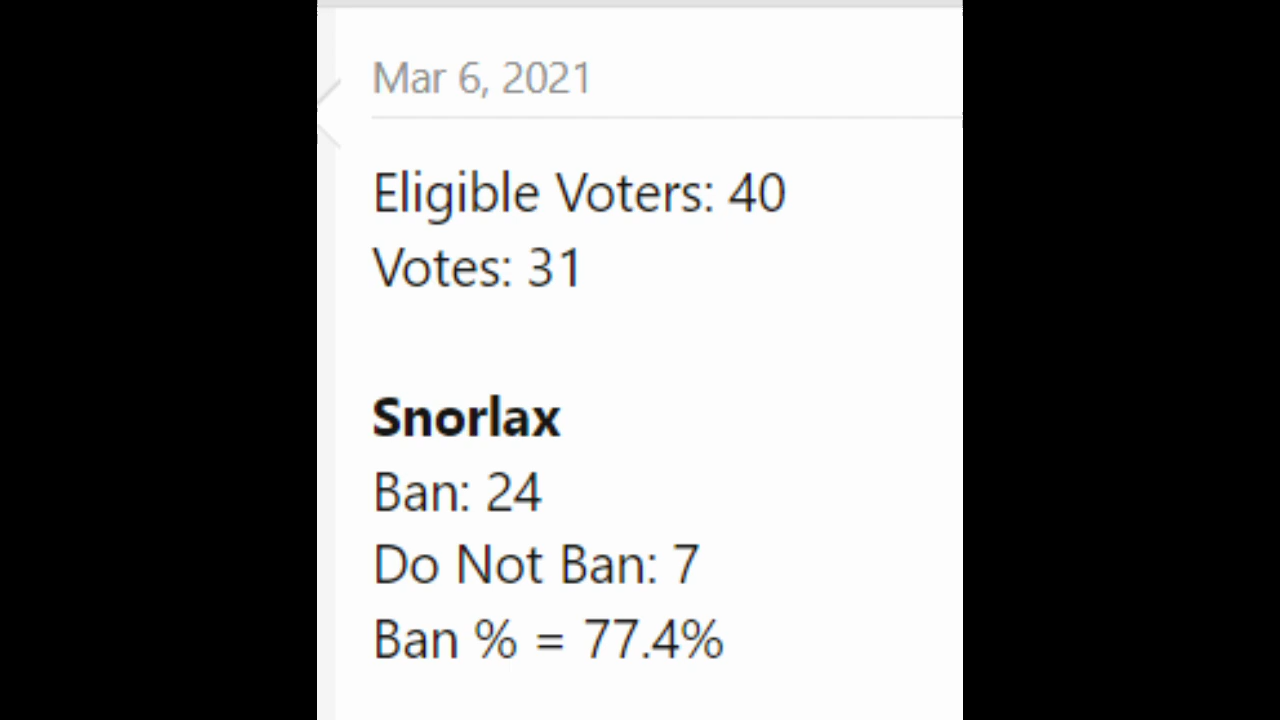 Mar 6, 2021
Eligible Voters: 40
Votes: 31
Snorlax
Ban: 24
Do Not Ban: 7
Ban % = 77.4%